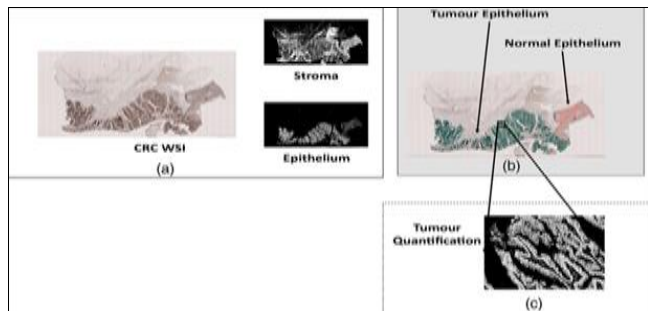 Tumour Epithelium
Normal Epithelium
Stroma
CRC WSI
Epithelium
(a)
(b)
Tumour
Quantification
(c)